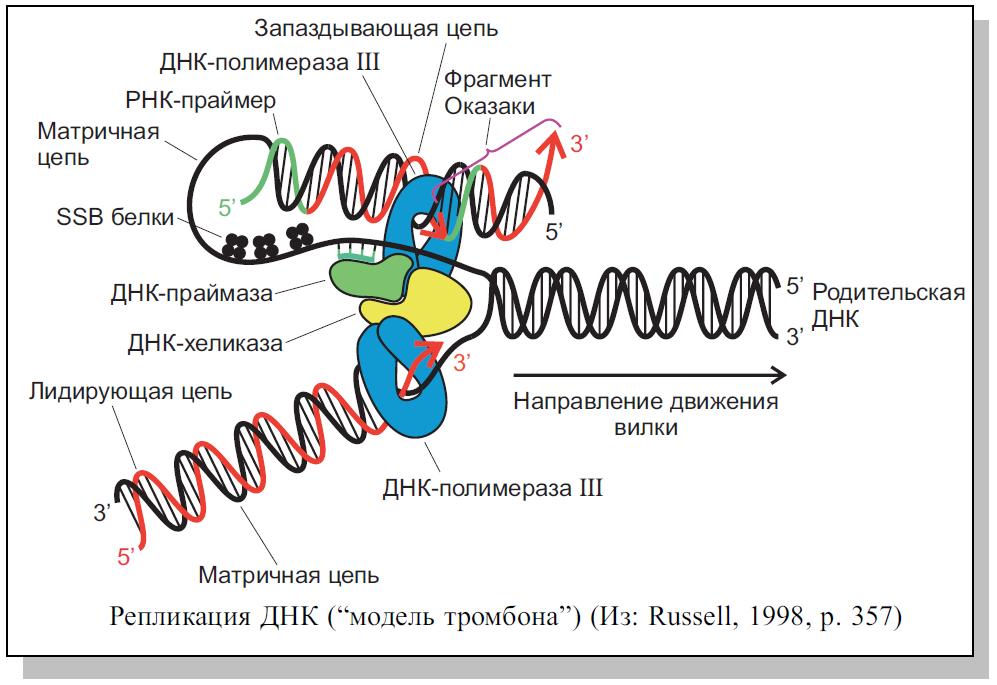 Запаздывающая цепь
ДНК-полимераза III
Фрагмент
Оказаки
РНК-праймер
3’
Матричная
цепь
5’
SSB белки
5’
ДНК-праймаза
5’
Родительская
ДНК
3’
ДНК-хеликаза
3’
Лидирующая цепь
Направление движения
вилки
ДНК-полимераза III
3’
5’
Матричная цепь
Репликация ДНК (“модель тромбона”) (Из: Russell, 1998, p. 357)